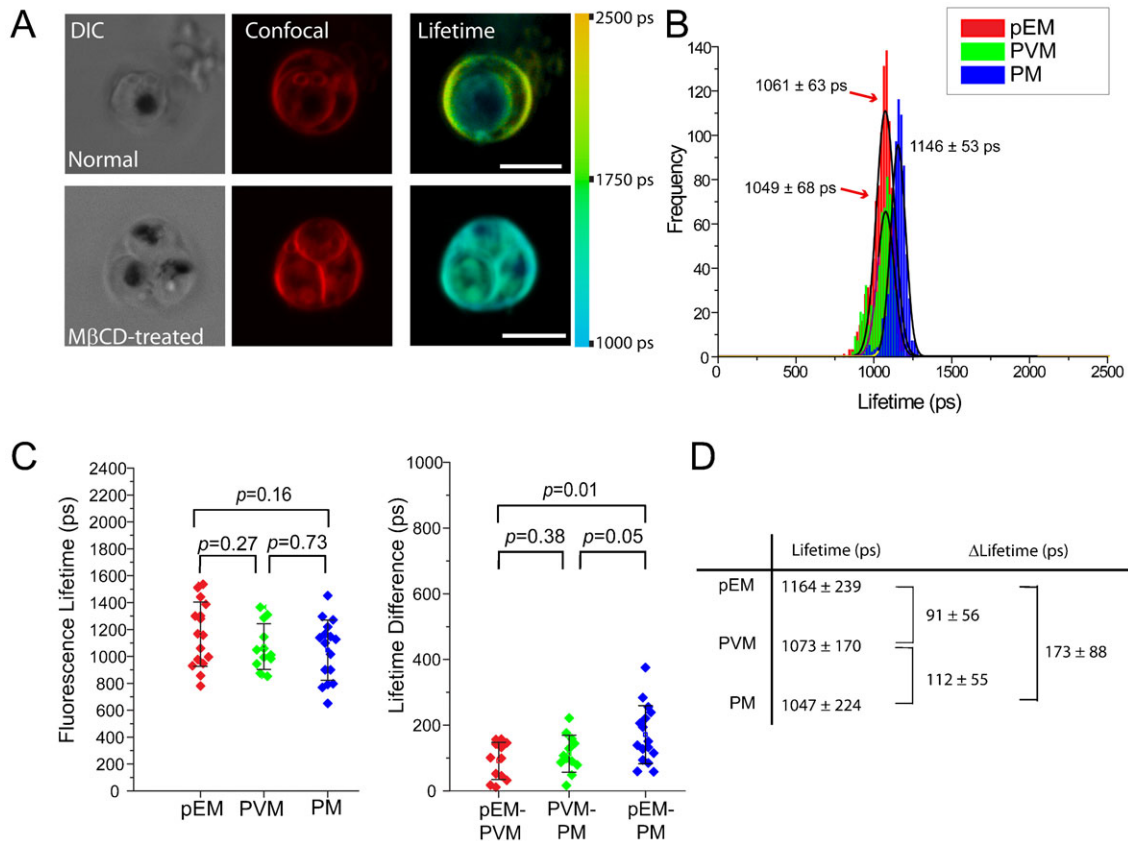 A
DIC
Confocal
Lifetime
Normal
MβCD-treated
2500 ps
1750 ps
1000 ps
B
pEM
PVM
PM
1061 ± 63 ps
1146 ± 53 ps
1049 ± 68 ps
Frequency
140
120
100
80
60
40
20
0
0
500
1000
1500
2000
2500
Lifetime (ps)
C
Fluorescence Lifetime (ps)
2400
2200
2000
1800
1600
1400
1200
1000
800
600
400
200
0
p=0.16
p=0.27
p=0.73
pEM
PVM
PM
Lifetime Difference (ps)
1000
800
600
400
200
0
p=0.01
p=0.38
p=0.05
pEM-
PVM
PVM-
PM
pEM-
PM
D
Lifetime (ps)
ΔLifetime (ps)
pEM
1164 ± 239
91 ± 56
PVM
1073 ± 170
173 ± 88
112 ± 55
PM
1047 ± 224